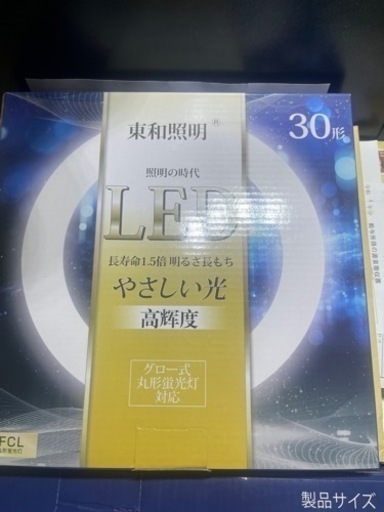 東和照明®
30形
照明の時代
LED
長寿命1.5倍 明るさ長もち
やさしい光
高輝度
グロー式
丸形蛍光灯
対応
FCL
製品サイズ